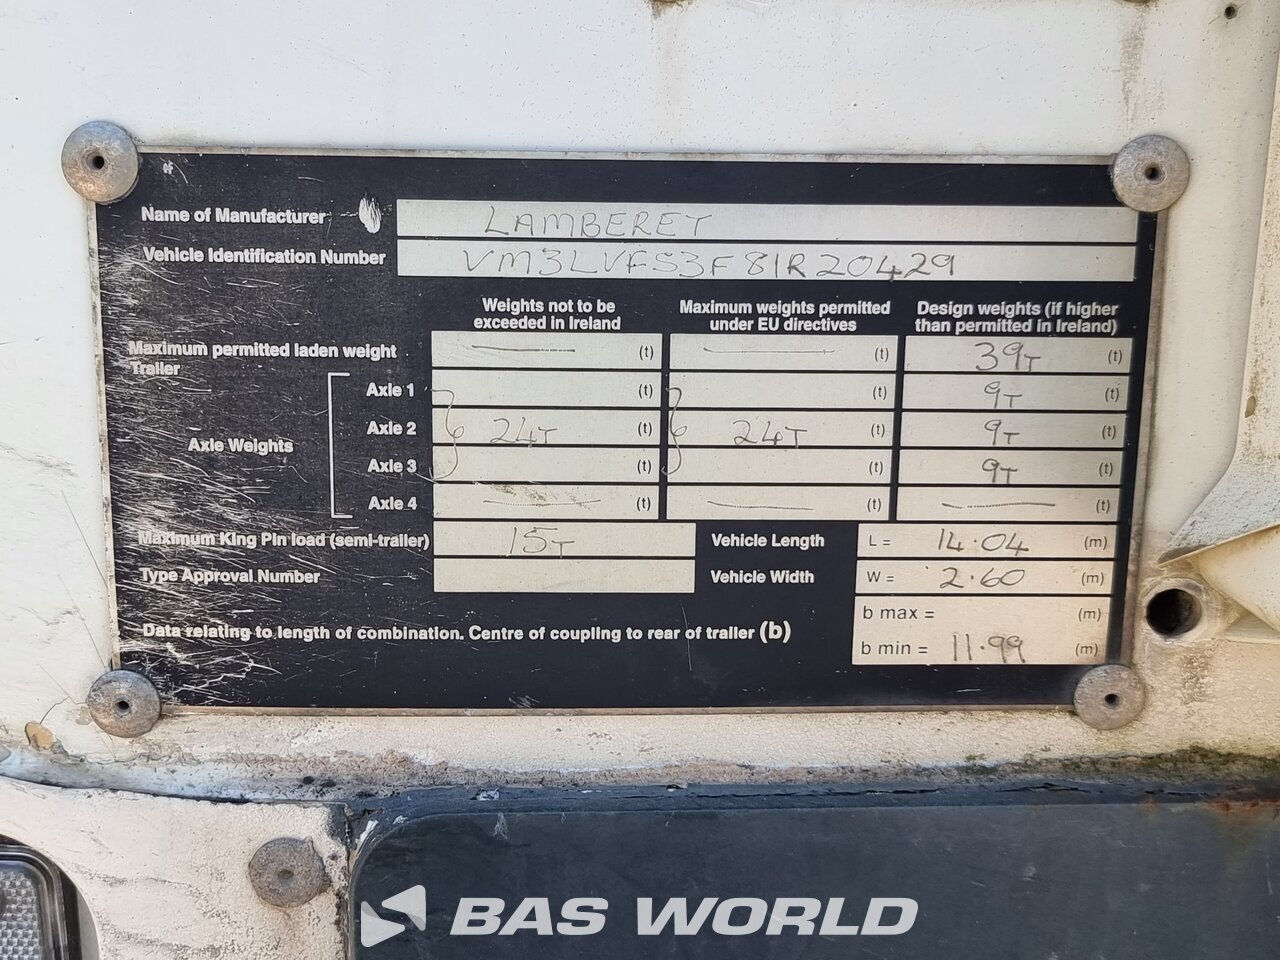 Name of Manufacturer LAMBERET
Vehicle Identification Number VM3LVFS3F81R20429
Weights not to be exceeded in Ireland
Maximum weights permitted under EU directives
Design weights (if higher than permitted in Ireland)
Maximum permitted laden weight (t) (t) 39T (t)
Trailer
Axle 1 (t) (t) 9T (t)
Axle Weights
Axle 2 24T (t) 24T (t) 9T (t)
Axle 3 (t) (t) 9T (t)
Axle 4 (t) (t) (t)
Maximum King Pin load (semi-trailer) 15T Vehicle Length L = 14.04 (m)
Type Approval Number Vehicle Width W = 2.60 (m)
b max = (m)
Data relating to length of combination. Centre of coupling to rear of trailer (b)
b min = 11.99 (m)
BAS WORLD